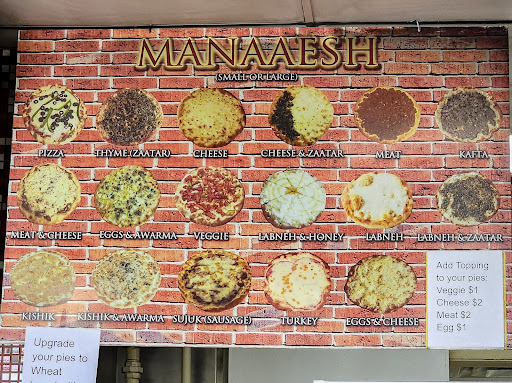 MANAAESH
(SMALL OR LARGE)
PIZZA THYME (ZAATAR) CHEESE CHEESE & ZAATAR MEAT KAFTA
MEAT & CHEESE EGGS & AWARMA VEGGIE LABNEH & HONEY LABNEH LABNEH & ZAATAR
KISHIK KISHIK & AWARMA SUJUK (SAUSAGE) TURKEY EGGS & CHEESE
Add Topping
to your pies:
Veggie $1
Cheese $2
Meat $2
Egg $1
Upgrade
your pies to
Wheat